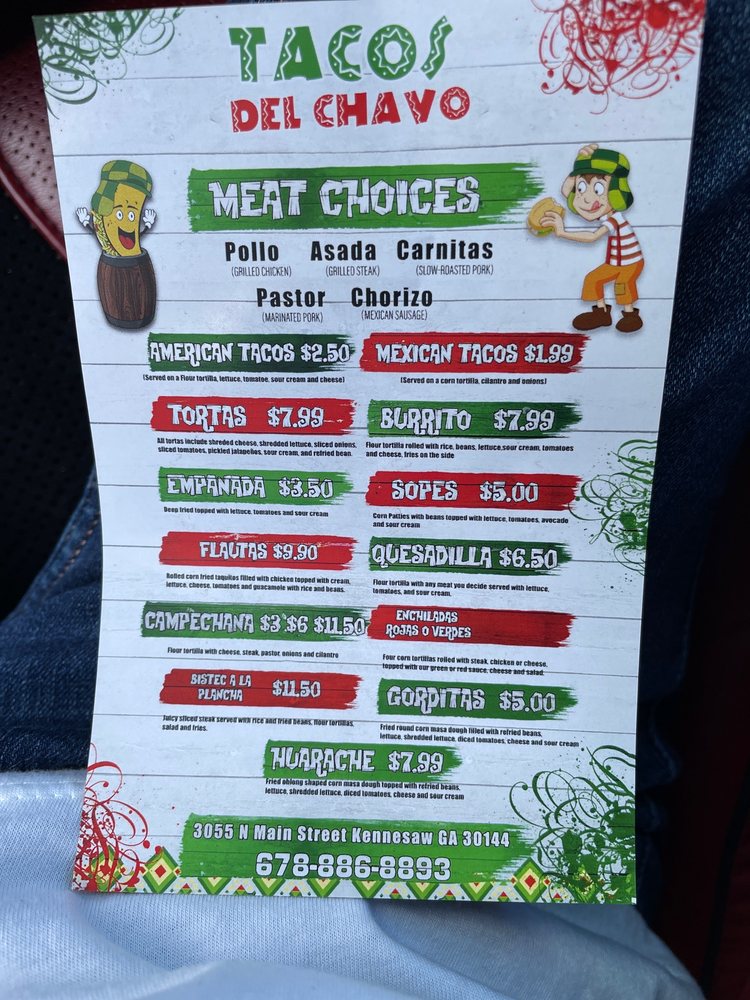 TACOS
DEL CHAVO
MEAT CHOICES
Pollo Asada Carnitas
(GRILLED CHICKEN) (GRILLED STEAK) (SLOW-ROASTED PORK)
Pastor Chorizo
(MARINATED PORK) (MEXICAN SAUSAGE)
AMERICAN TACOS $2.50
(Served on a Flour tortilla, lettuce, tomatoe, sour cream and cheese)
MEXICAN TACOS $1.99
(Served on a corn tortilla, cilantro and onions)
TORTAS $7.99
All tortas include shreded cheese, shredded lettuce, sliced onions,
sliced tomatoes, pickled jalapeños, sour cream, and refried bean.
BURRITO $7.99
Flour tortilla rolled with rice, beans, lettuce,sour cream, tomatoes
and cheese, fries on the side
EMPANADA $3.50
Deep fried topped with lettuce, tomatoes and sour cream
SOPES $5.00
Corn Patties with beans topped with lettuce, tomatoes, avocade
and sour cream
FLAUTAS $9.90
Rolled corn fried taquitos filled with chicken topped with cream,
lettuce, cheese, tomatoes and guacamole with rice and beans.
QUESADILLA $6.50
Flour tortilla with any meat you decide served with lettuce,
tomatoes, and sour cream.
CAMPECHANA $3 $6 $11.50
Flour tortilla with cheese, steak, pastor, onions and cilantro
ENCHILADAS
ROJAS O VERDES
Four corn tortillas rolled with steak, chicken or cheese,
topped with our green or red sauce, cheese and salad.
BISTEC A LA
PLANCHA $11.50
Juicy sliced steak served with rice and fried beans, flour tortillas,
salad and fries.
GORDITAS $5.00
Fried round corn masa dough filled with refried beans,
lettuce, shredded lettuce, diced tomatoes, cheese and sour cream
HUARACHE $7.99
Fried oblong shaped corn masa dough topped with refried beans,
lettuce, shredded lettuce, diced tomatoes, cheese and sour cream
3055 N Main Street Kennesaw GA 30144
678-886-8893